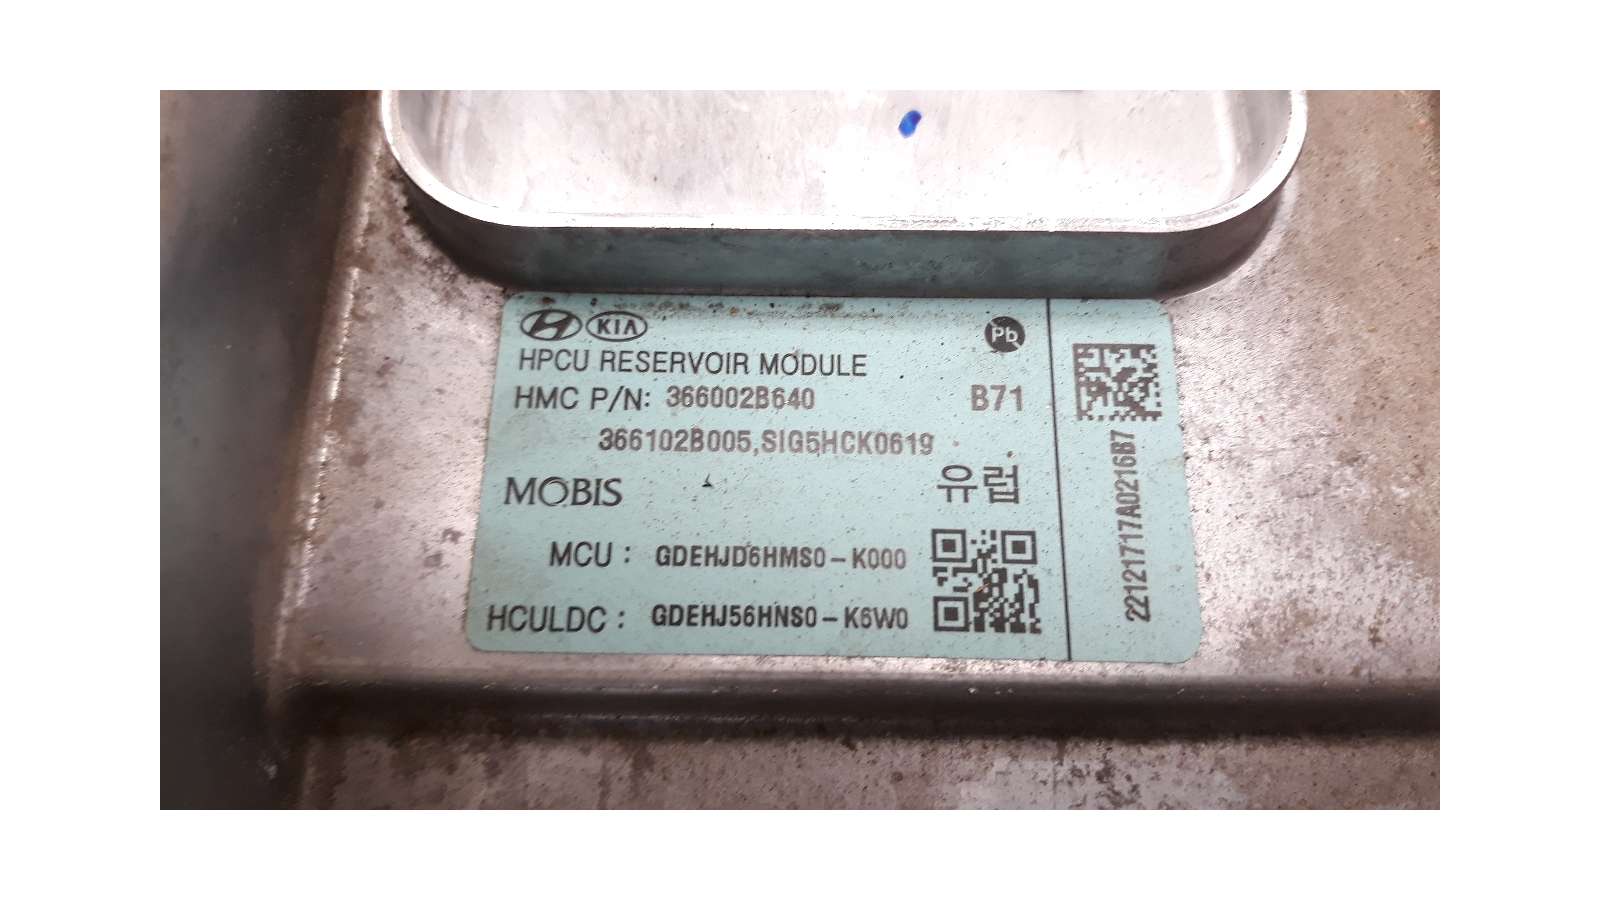 KIA
Pb
HPCU RESERVOIR MODULE
HMC P/N: 366002B640 B71
366102B005,SIG5HCK0619
MOBIS 유럽
MCU : GDEHJD6HMS0-K000
HCULDC : GDEHJ56HNS0-K6W0
22121717A0216B7